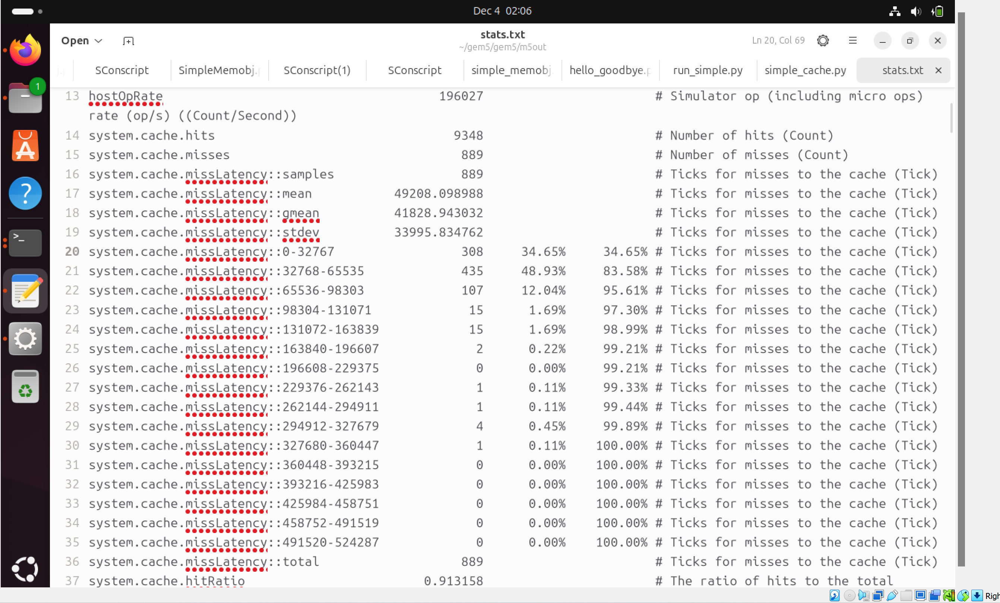 Dec 4 02:06
Open
stats.txt
~/gem5/gem5/m5out
Ln 20, Col 69
SConscript
SimpleMemobj.
SConscript(1)
SConscript
simple_memobj
hello_goodbye.
run_simple.py
simple_cache.py
stats.txt
13 hostOpRate 196027 # Simulator op (including micro ops)
rate (op/s) ((Count/Second))
14 system.cache.hits 9348 # Number of hits (Count)
15 system.cache.misses 889 # Number of misses (Count)
16 system.cache.missLatency::samples 889 # Ticks for misses to the cache (Tick)
17 system.cache.missLatency::mean 49208.098988 # Ticks for misses to the cache (Tick)
18 system.cache.missLatency::gmean 41828.943032 # Ticks for misses to the cache (Tick)
19 system.cache.missLatency::stdev 33995.834762 # Ticks for misses to the cache (Tick)
20 system.cache.missLatency::0-32767 308 34.65% 34.65% # Ticks for misses to the cache (Tick)
21 system.cache.missLatency::32768-65535 435 48.93% 83.58% # Ticks for misses to the cache (Tick)
22 system.cache.missLatency::65536-98303 107 12.04% 95.61% # Ticks for misses to the cache (Tick)
23 system.cache.missLatency::98304-131071 15 1.69% 97.30% # Ticks for misses to the cache (Tick)
24 system.cache.missLatency::131072-163839 15 1.69% 98.99% # Ticks for misses to the cache (Tick)
25 system.cache.missLatency::163840-196607 2 0.22% 99.21% # Ticks for misses to the cache (Tick)
26 system.cache.missLatency::196608-229375 0 0.00% 99.21% # Ticks for misses to the cache (Tick)
27 system.cache.missLatency::229376-262143 1 0.11% 99.33% # Ticks for misses to the cache (Tick)
28 system.cache.missLatency::262144-294911 1 0.11% 99.44% # Ticks for misses to the cache (Tick)
29 system.cache.missLatency::294912-327679 4 0.45% 99.89% # Ticks for misses to the cache (Tick)
30 system.cache.missLatency::327680-360447 1 0.11% 100.00% # Ticks for misses to the cache (Tick)
31 system.cache.missLatency::360448-393215 0 0.00% 100.00% # Ticks for misses to the cache (Tick)
32 system.cache.missLatency::393216-425983 0 0.00% 100.00% # Ticks for misses to the cache (Tick)
33 system.cache.missLatency::425984-458751 0 0.00% 100.00% # Ticks for misses to the cache (Tick)
34 system.cache.missLatency::458752-491519 0 0.00% 100.00% # Ticks for misses to the cache (Tick)
35 system.cache.missLatency::491520-524287 0 0.00% 100.00% # Ticks for misses to the cache (Tick)
36 system.cache.missLatency::total 889 # Ticks for misses to the cache (Tick)
37 system.cache.hitRatio 0.913158 # The ratio of hits to the total
1
Righ